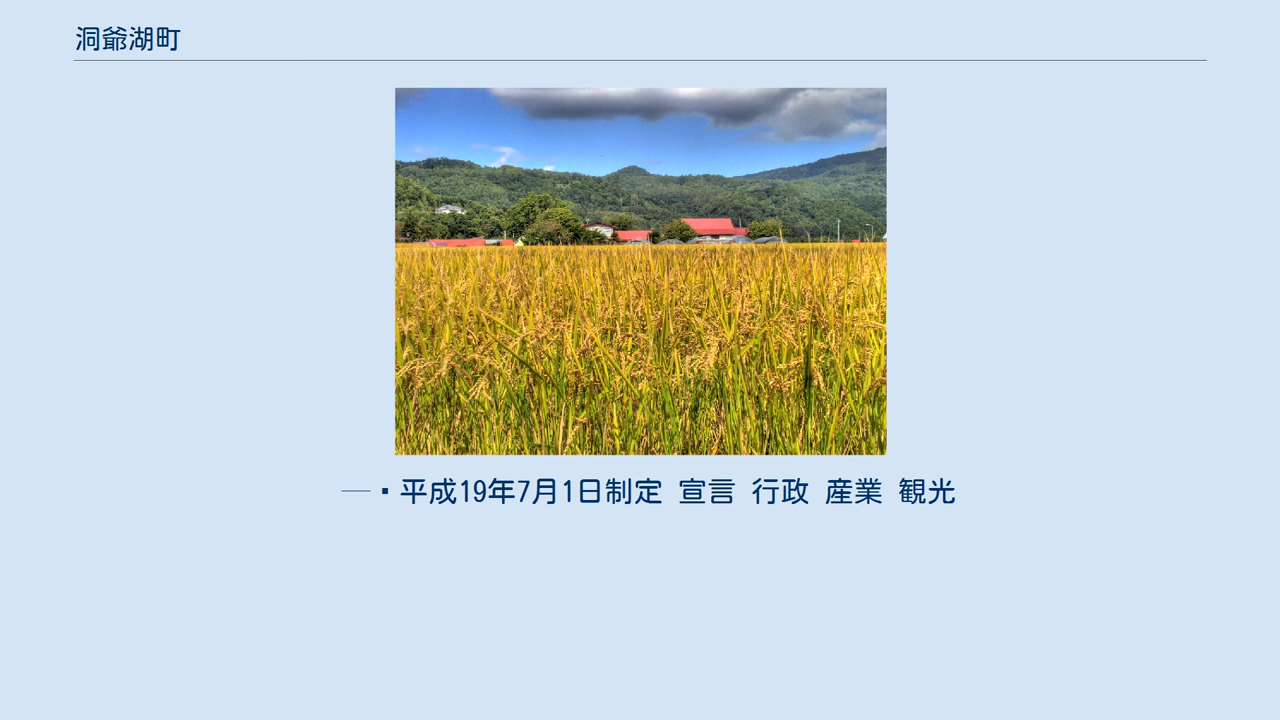 洞爺湖町
― ▪ 平成19年7月1日制定 宣言 行政 産業 観光